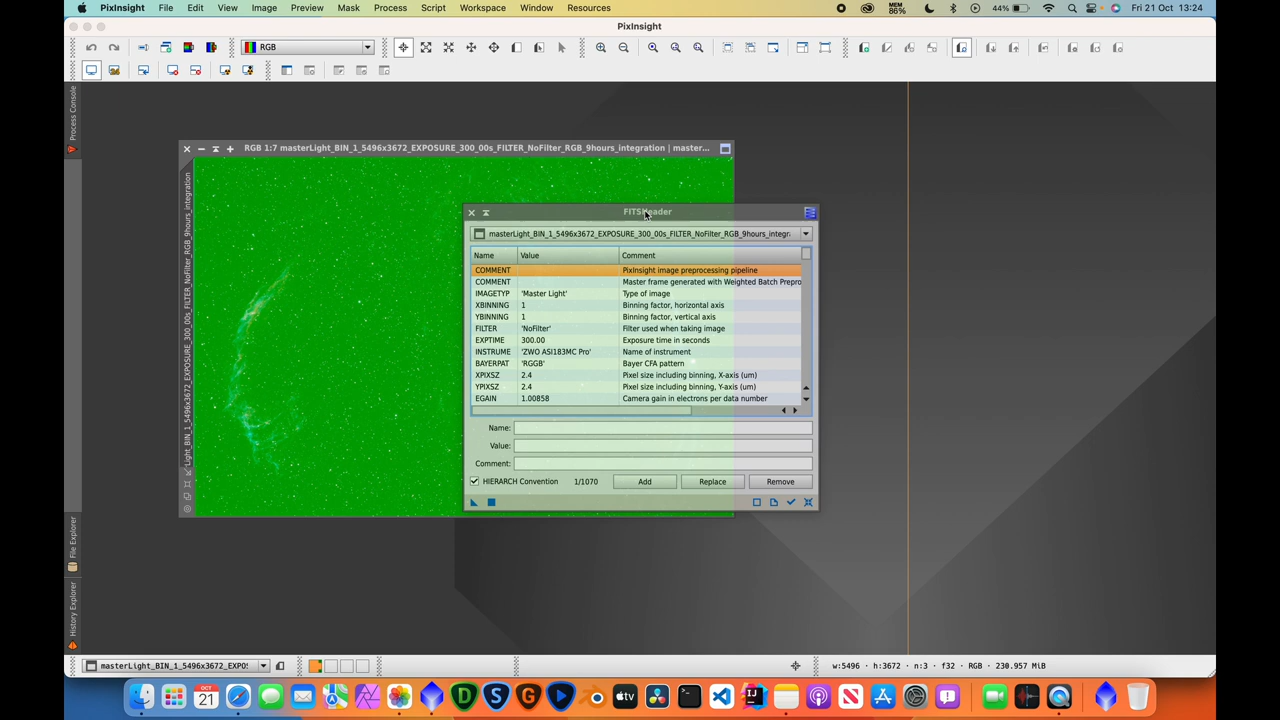 PixInsight File Edit View Image Preview Mask Process Script Workspace Window Resources
MEM 86% 44% Fri 21 Oct 13:24
PixInsight
RGB
Process Console
RGB 1:7 masterLight_BIN_1_5496x3672_EXPOSURE_300_00s_FILTER_NoFilter_RGB_9hours_integration | master...
Light_BIN_1_5496x3672_EXPOSURE_300_00s_FILTER_NoFilter_RGB_9hours_integration
FITSHeader
masterLight_BIN_1_5496x3672_EXPOSURE_300_00s_FILTER_NoFilter_RGB_9hours_integr
Name Value Comment
COMMENT PixInsight image preprocessing pipeline
COMMENT Master frame generated with Weighted Batch Prepro
IMAGETYP 'Master Light' Type of image
XBINNING 1 Binning factor, horizontal axis
YBINNING 1 Binning factor, vertical axis
FILTER 'NoFilter' Filter used when taking image
EXPTIME 300.00 Exposure time in seconds
INSTRUME 'ZWO ASI183MC Pro' Name of instrument
BAYERPAT 'RGGB' Bayer CFA pattern
XPIXSZ 2.4 Pixel size including binning, X-axis (um)
YPIXSZ 2.4 Pixel size including binning, Y-axis (um)
EGAIN 1.00858 Camera gain in electrons per data number
Name:
Value:
Comment:
HIERARCH Convention 1/1070 Add Replace Remove
File Explorer
History Explorer
masterLight_BIN_1_5496x3672_EXPO
w:5496 · h:3672 · n:3 · f32 · RGB · 230.957 MiB
OCT
21
tv